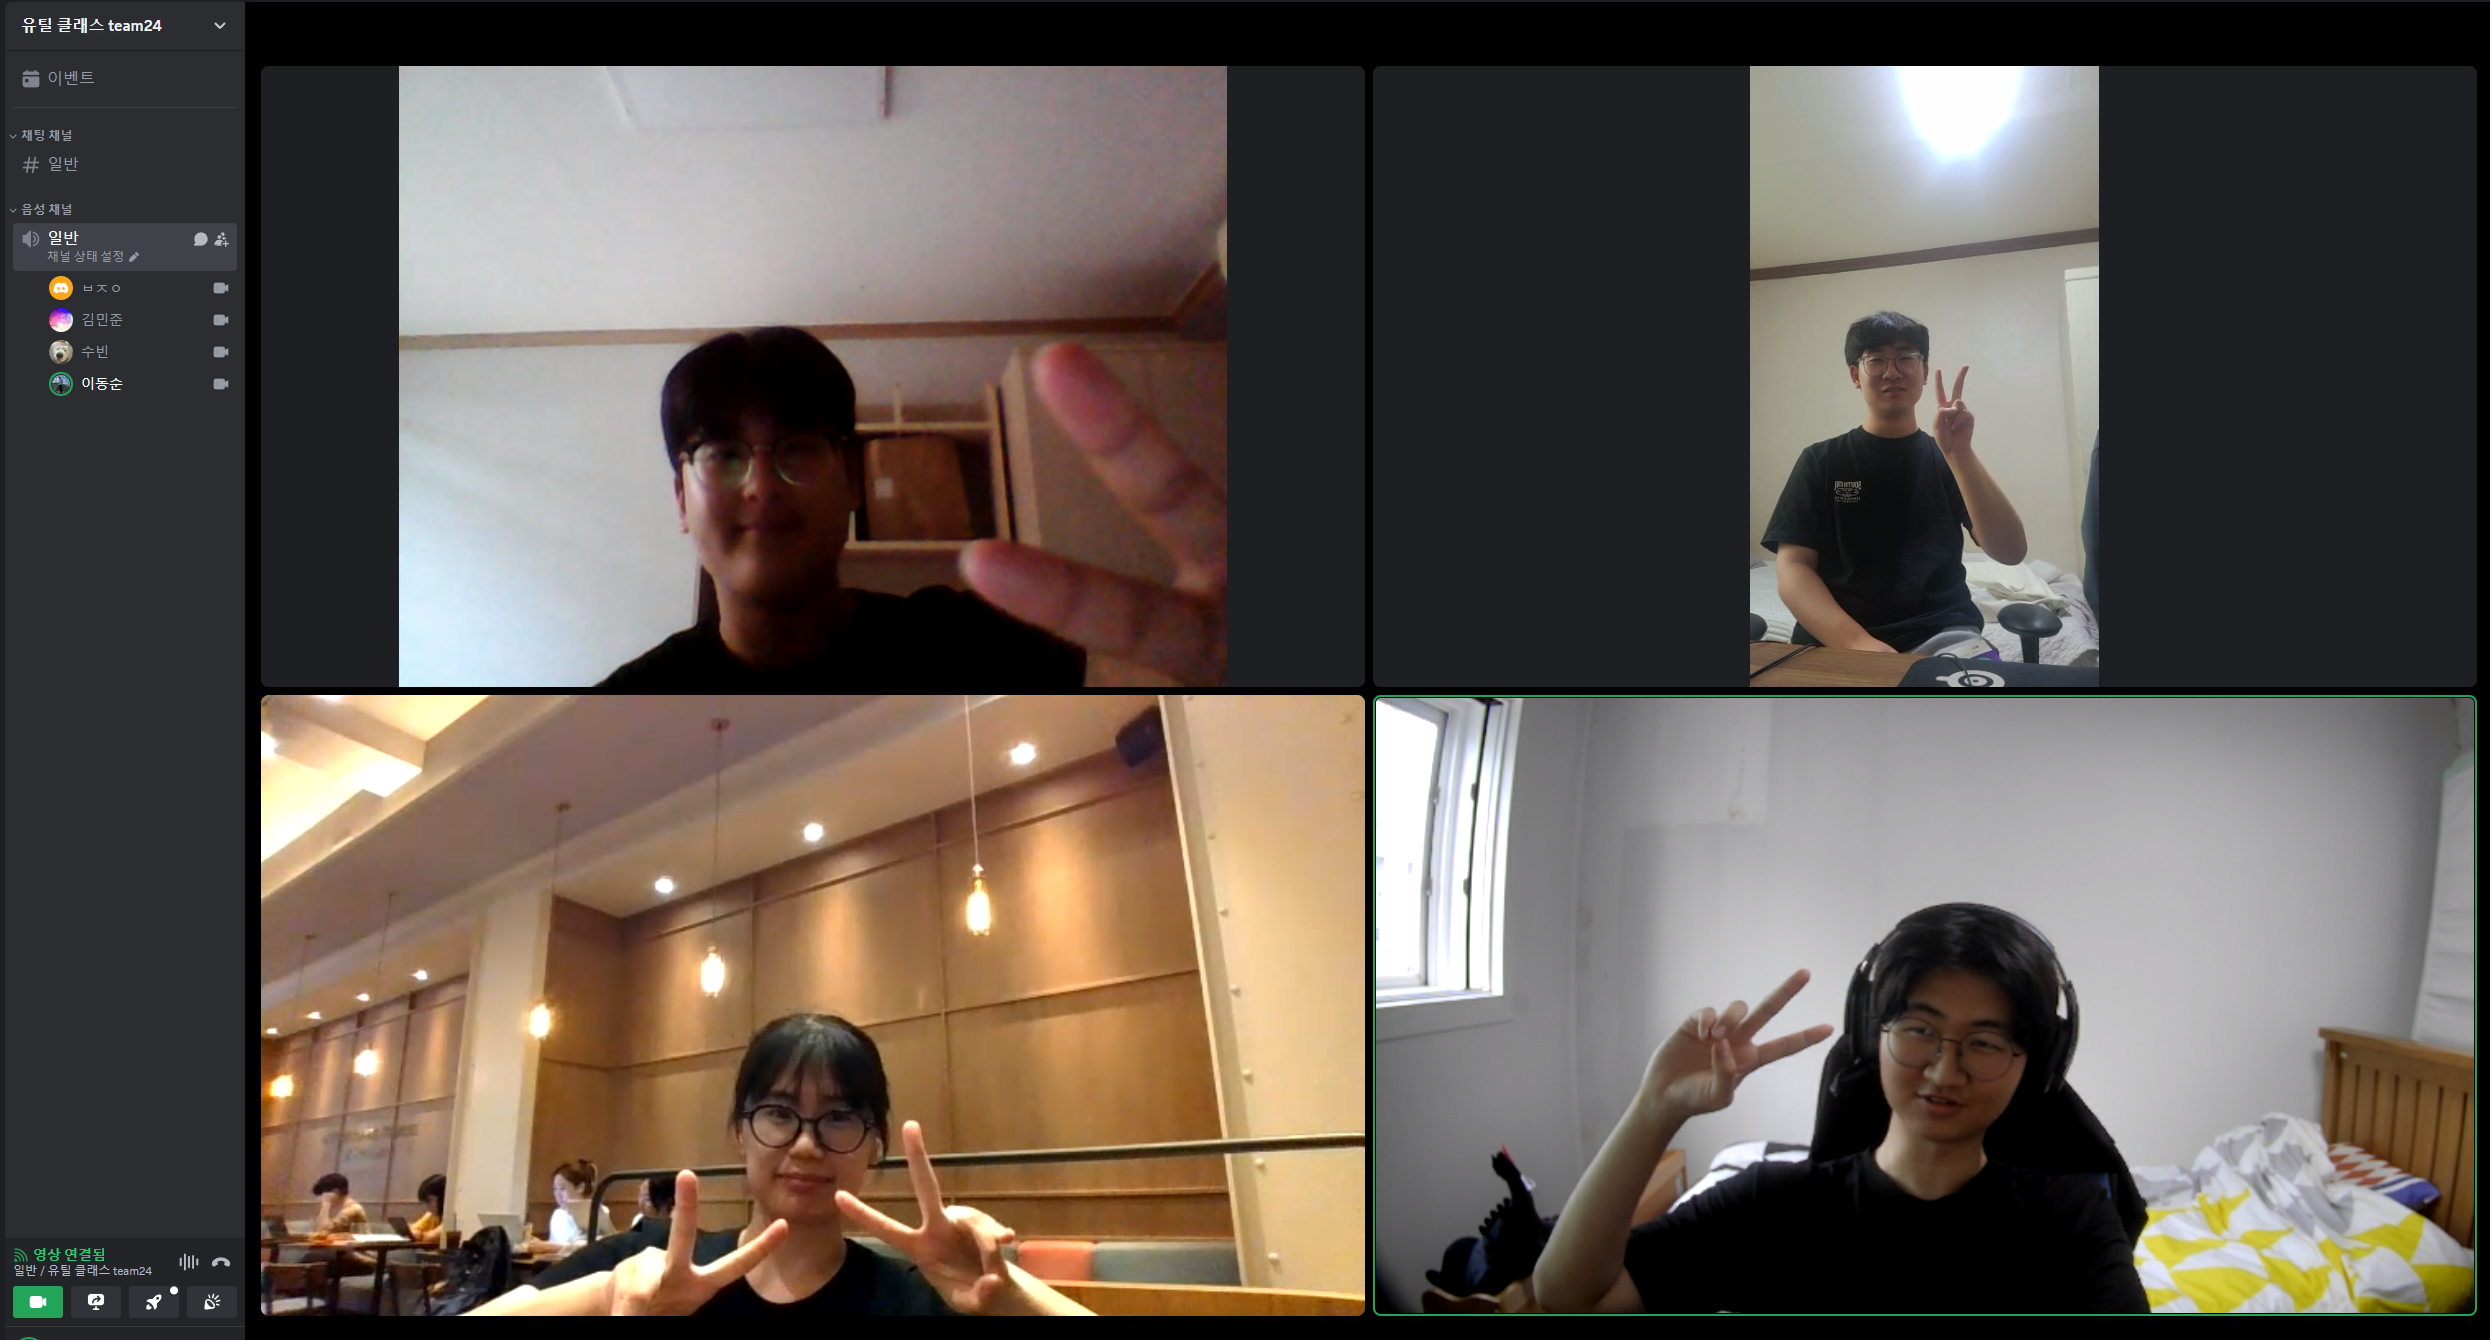 유틸 클래스 team24
이벤트
채팅 채널
일반
음성 채널
일반
채널 상태 설정
ㅂㅈㅇ
김민준
수빈
이동순
영상 연결됨
일반 / 유틸 클래스 team24